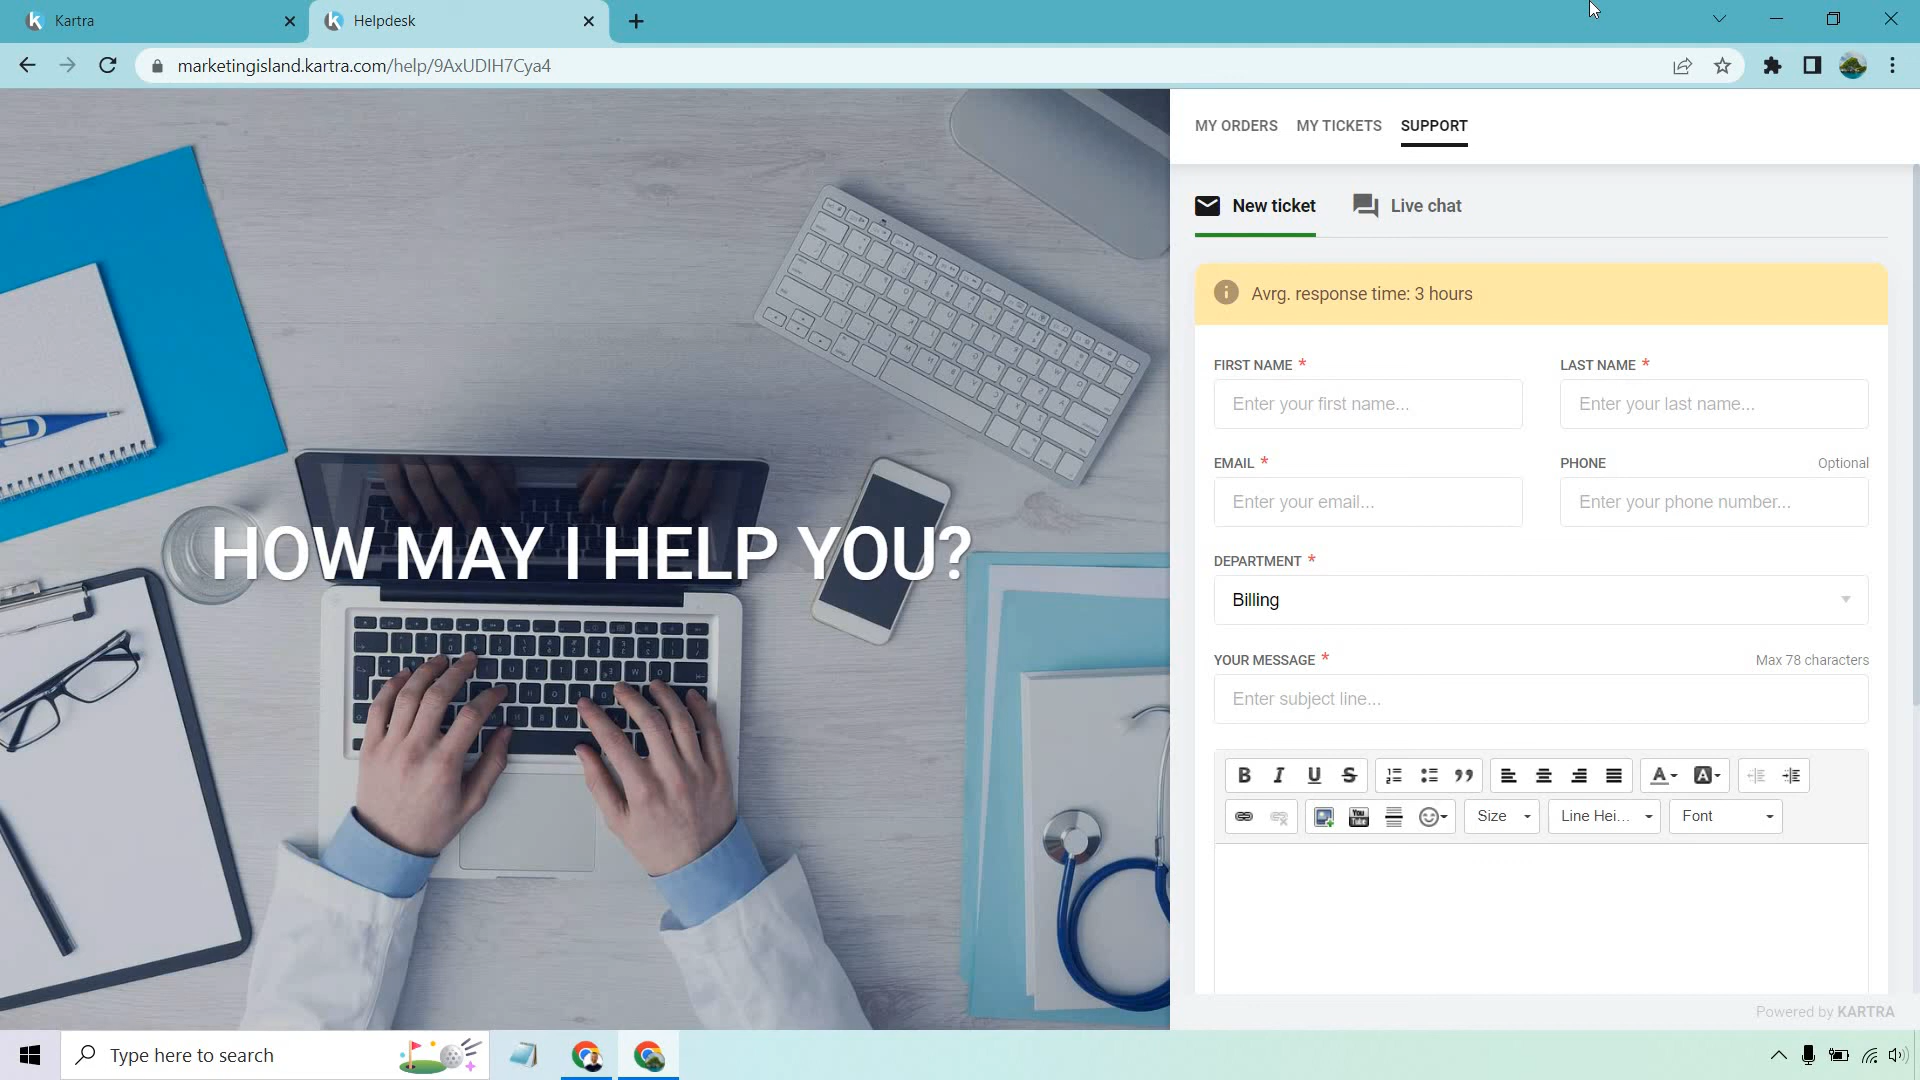 Kartra
Helpdesk
marketingisland.kartra.com/help/9AxUDIH7Cya4
HOW MAY I HELP YOU?
MY ORDERS MY TICKETS SUPPORT
New ticket Live chat
Avrg. response time: 3 hours
FIRST NAME * LAST NAME *
Enter your first name... Enter your last name...
EMAIL * PHONE Optional
Enter your email... Enter your phone number...
DEPARTMENT *
Billing
YOUR MESSAGE * Max 78 characters
Enter subject line...
B I U S A A
You Tube Size Line Hei... Font
Powered by KARTRA
Type here to search